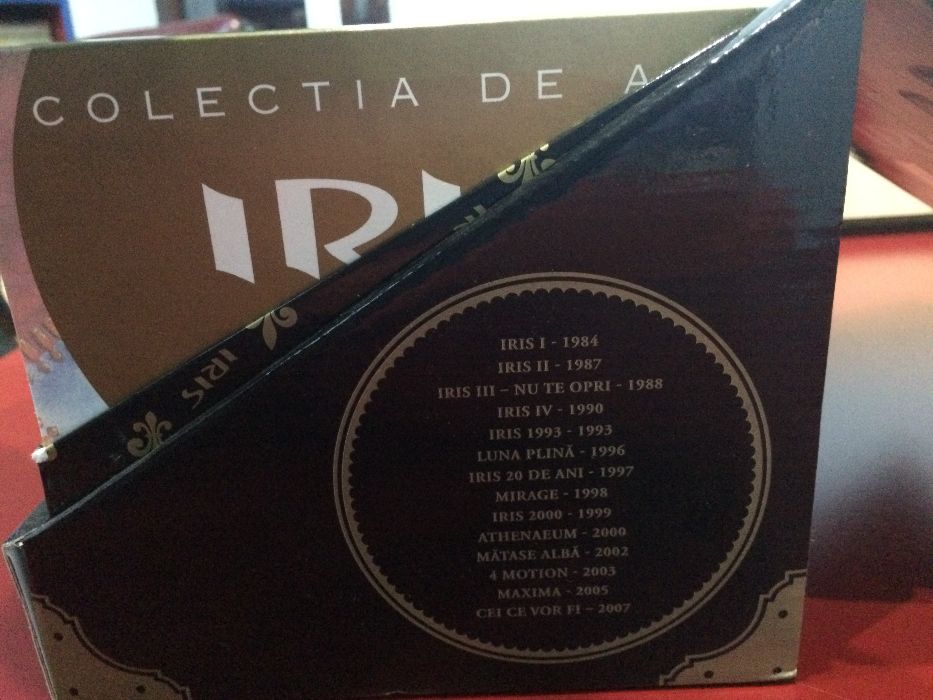 COLECTIA DE A
IRI
IRIS
IRIS I - 1984
IRIS II - 1987
IRIS III – NU TE OPRI - 1988
IRIS IV - 1990
IRIS 1993 - 1993
LUNA PLINĂ - 1996
IRIS 20 DE ANI - 1997
MIRAGE - 1998
IRIS 2000 - 1999
ATHENAEUM - 2000
MĂTASE ALBĂ - 2002
4 MOTION - 2003
MAXIMA - 2005
CEI CE VOR FI – 2007